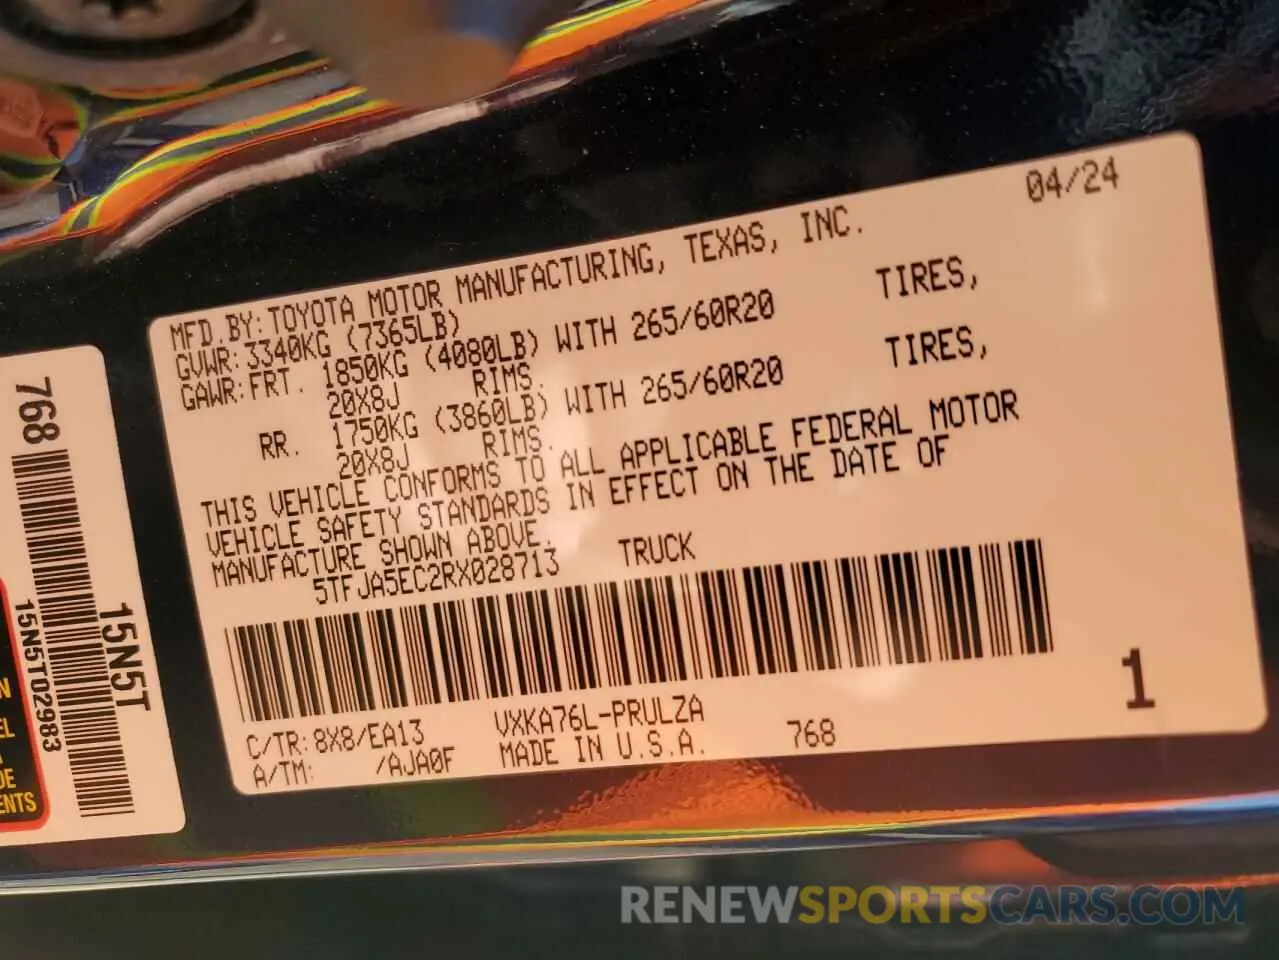 04/24
MFD.BY:TOYOTA MOTOR MANUFACTURING, TEXAS, INC.
GVWR:3340KG (7365LB)
GAWR:FRT. 1850KG (4080LB) WITH 265/60R20 TIRES,
20X8J RIMS.
RR. 1750KG (3860LB) WITH 265/60R20 TIRES,
20X8J RIMS.
THIS VEHICLE CONFORMS TO ALL APPLICABLE FEDERAL MOTOR
VEHICLE SAFETY STANDARDS IN EFFECT ON THE DATE OF
MANUFACTURE SHOWN ABOVE.
5TFJA5EC2RX028713 TRUCK
1
C/TR:8X8/EA13 VXKA76L-PRULZA
A/TM: /AJA0F MADE IN U.S.A. 768
768
15N5T02983
15N5T
ENTS
RENEWSPORTSCARS.COM